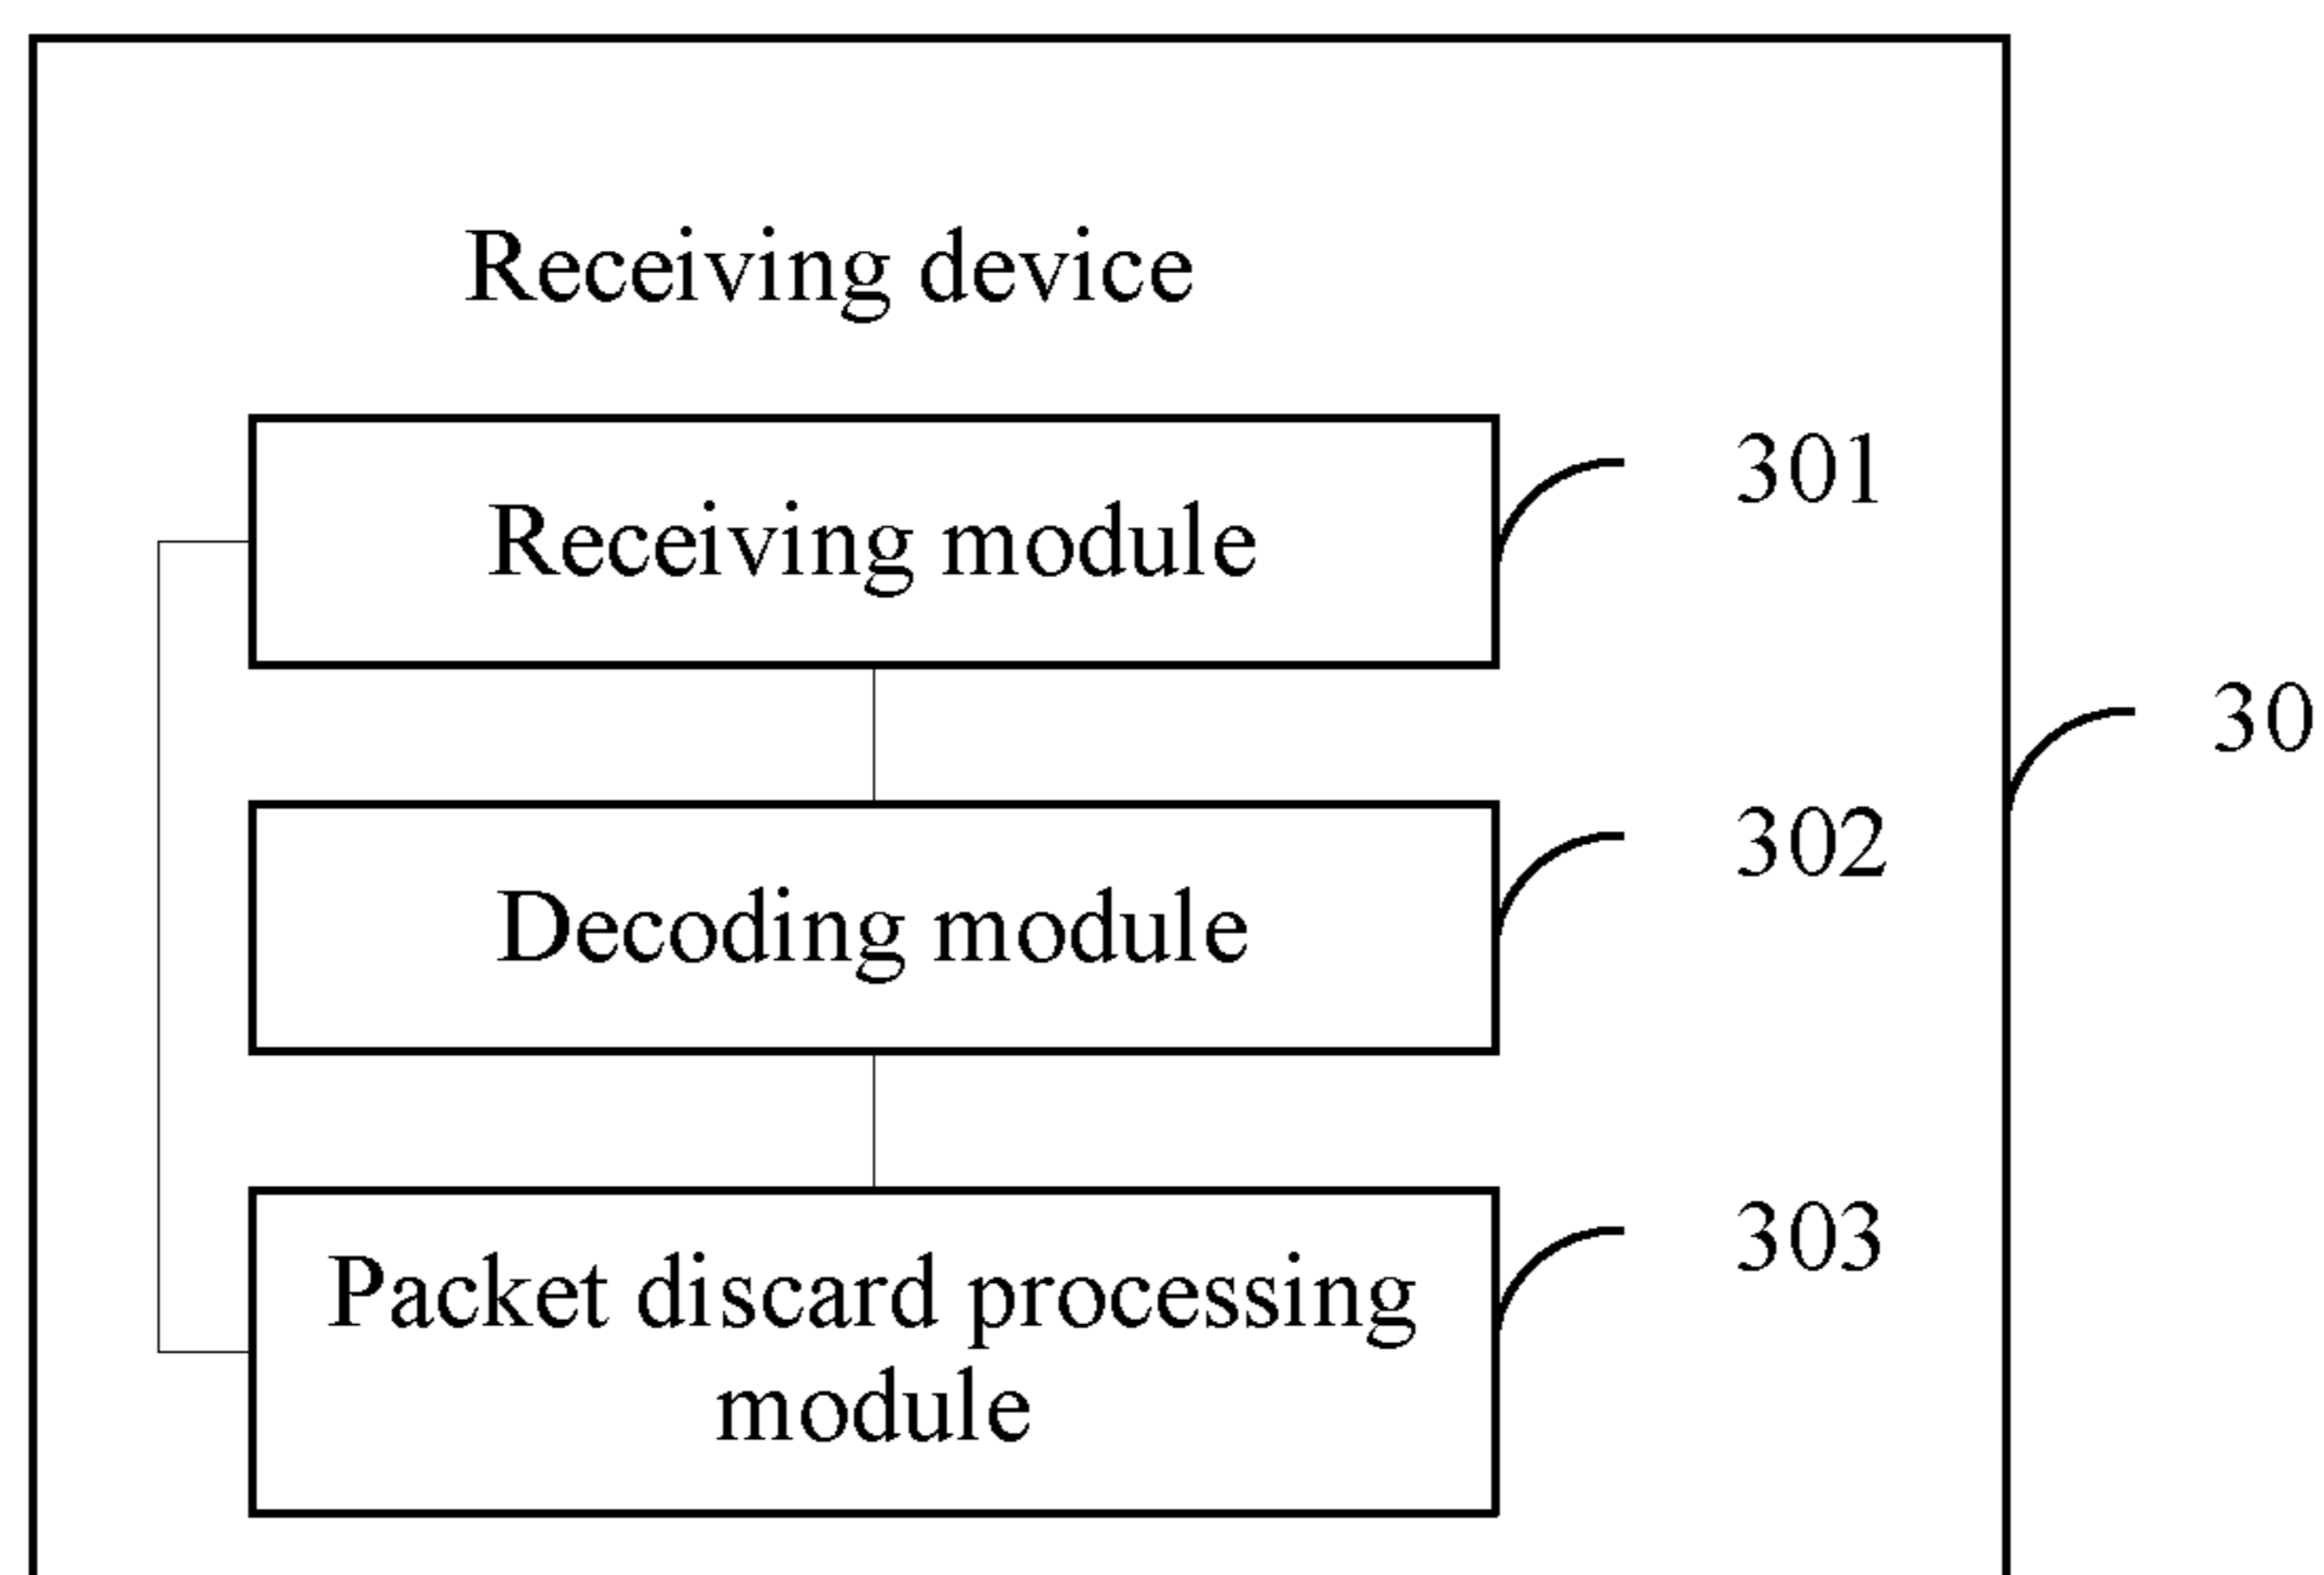 Receiving device
301
Receiving module
30
302
Decoding module
303
Packet discard processing
module